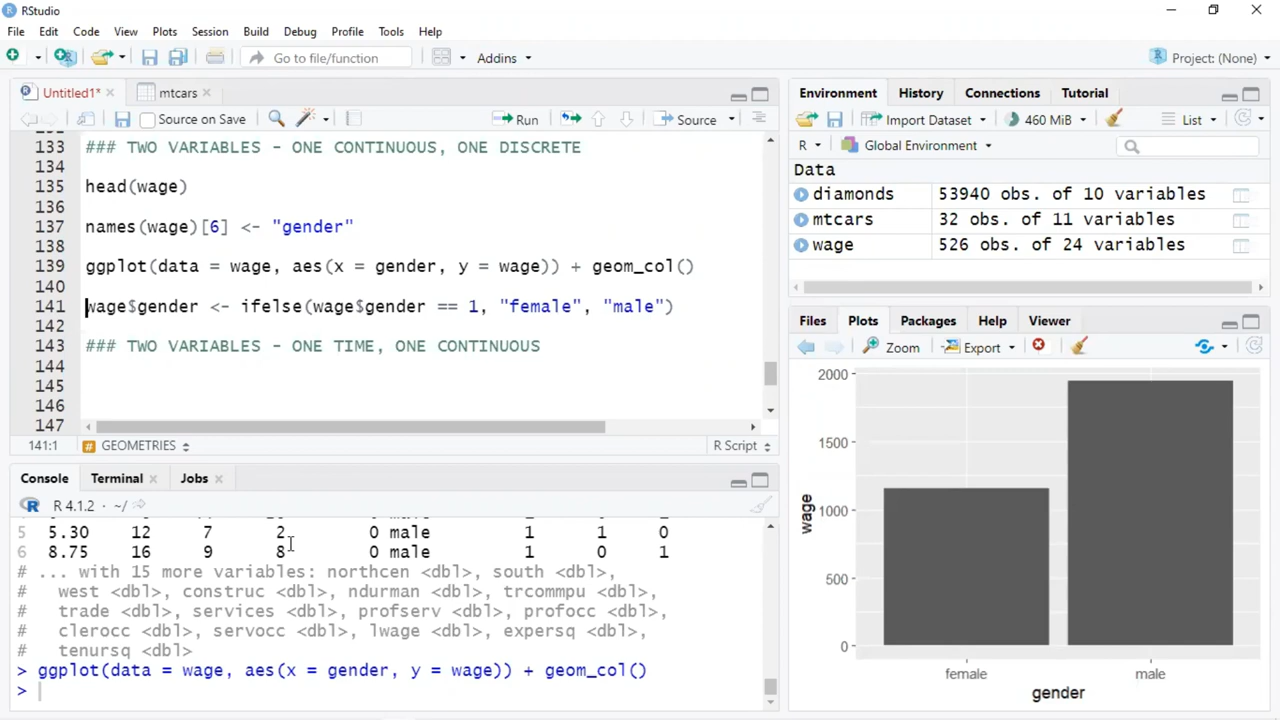 RStudio
File Edit Code View Plots Session Build Debug Profile Tools Help
Go to file/function Addins Project: (None)
Untitled1* mtcars
Source on Save Run Source
133 ### TWO VARIABLES - ONE CONTINUOUS, ONE DISCRETE
134
135 head(wage)
136
137 names(wage)[6] <- "gender"
138
139 ggplot(data = wage, aes(x = gender, y = wage)) + geom_col()
140
141 wage$gender <- ifelse(wage$gender == 1, "female", "male")
142
143 ### TWO VARIABLES - ONE TIME, ONE CONTINUOUS
144
145
146
147
141:1 # GEOMETRIES R Script
Console Terminal Jobs
R R 4.1.2 · ~/
5 5.30 12 7 2 0 male 1 1 0
6 8.75 16 9 8 0 male 1 0 1
# ... with 15 more variables: northcen <dbl>, south <dbl>,
# west <dbl>, construc <dbl>, ndurman <dbl>, trcommpu <dbl>,
# trade <dbl>, services <dbl>, profserv <dbl>, profocc <dbl>,
# clerocc <dbl>, servocc <dbl>, lwage <dbl>, expersq <dbl>,
# tenursq <dbl>
> ggplot(data = wage, aes(x = gender, y = wage)) + geom_col()
>
Environment History Connections Tutorial
Import Dataset 460 MiB List
R Global Environment
Data
diamonds 53940 obs. of 10 variables
mtcars 32 obs. of 11 variables
wage 526 obs. of 24 variables
Files Plots Packages Help Viewer
Zoom Export
2000
1500
1000
500
0
wage
female male
gender